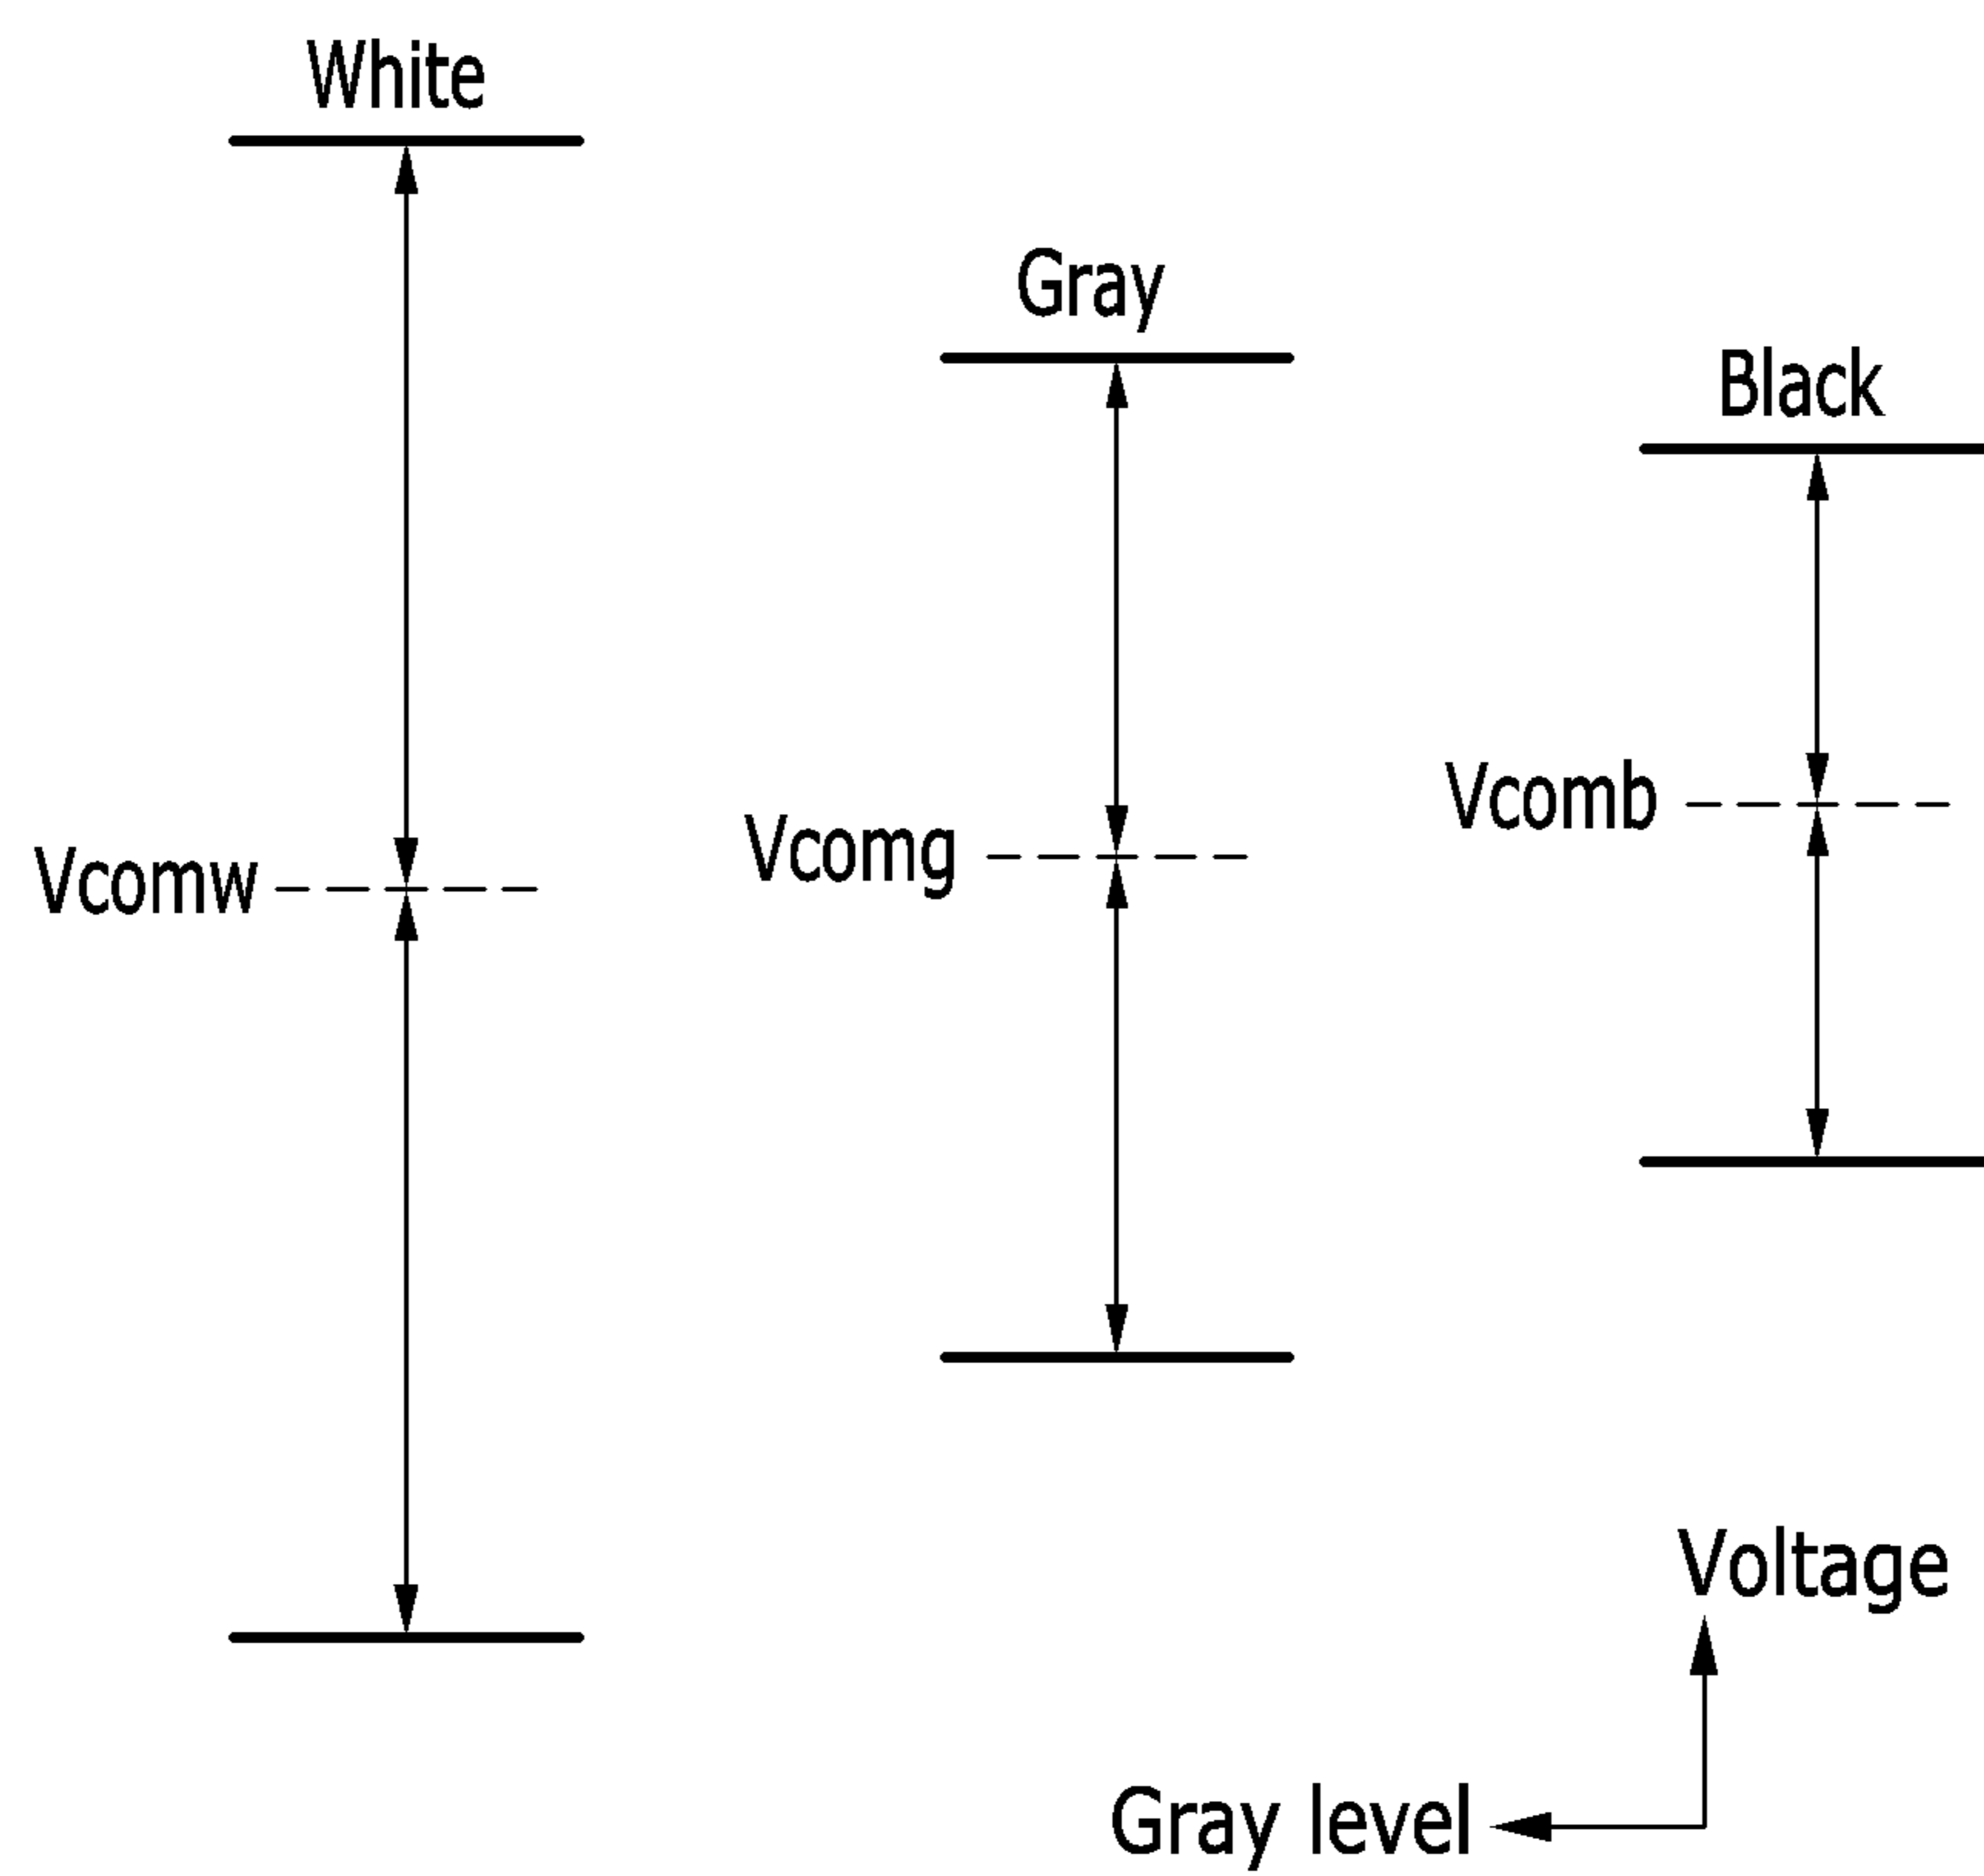 White
Gray
Black
Vcomw
Vcomg
Vcomb
Voltage
Gray level